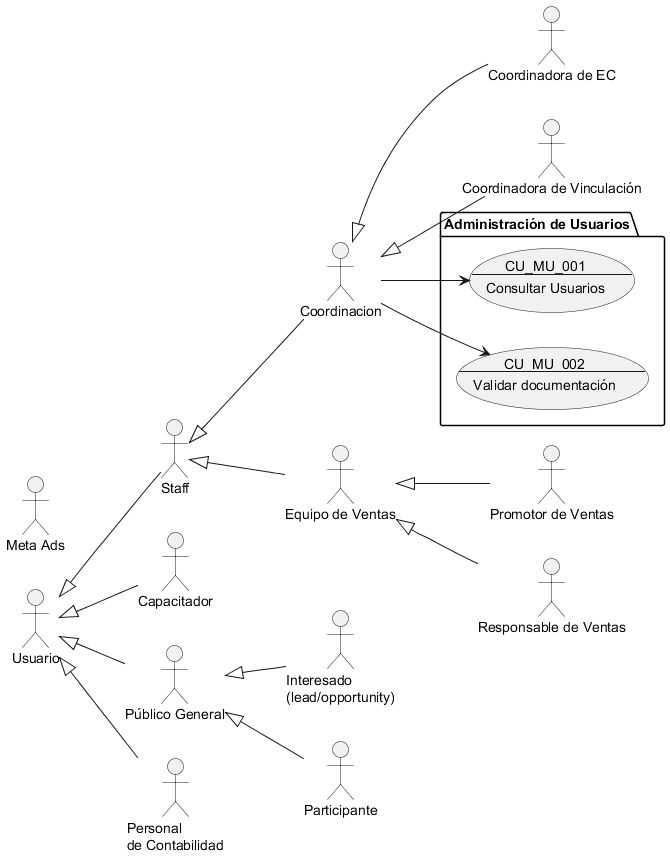 Coordinadora de EC
Coordinadora de Vinculación
Administración de Usuarios
CU_MU_001
Consultar Usuarios
Coordinacion
CU_MU_002
Validar documentación
Staff
Equipo de Ventas
Promotor de Ventas
Meta Ads
Capacitador
Responsable de Ventas
Usuario
Interesado
(lead/opportunity)
Público General
Participante
Personal
de Contabilidad